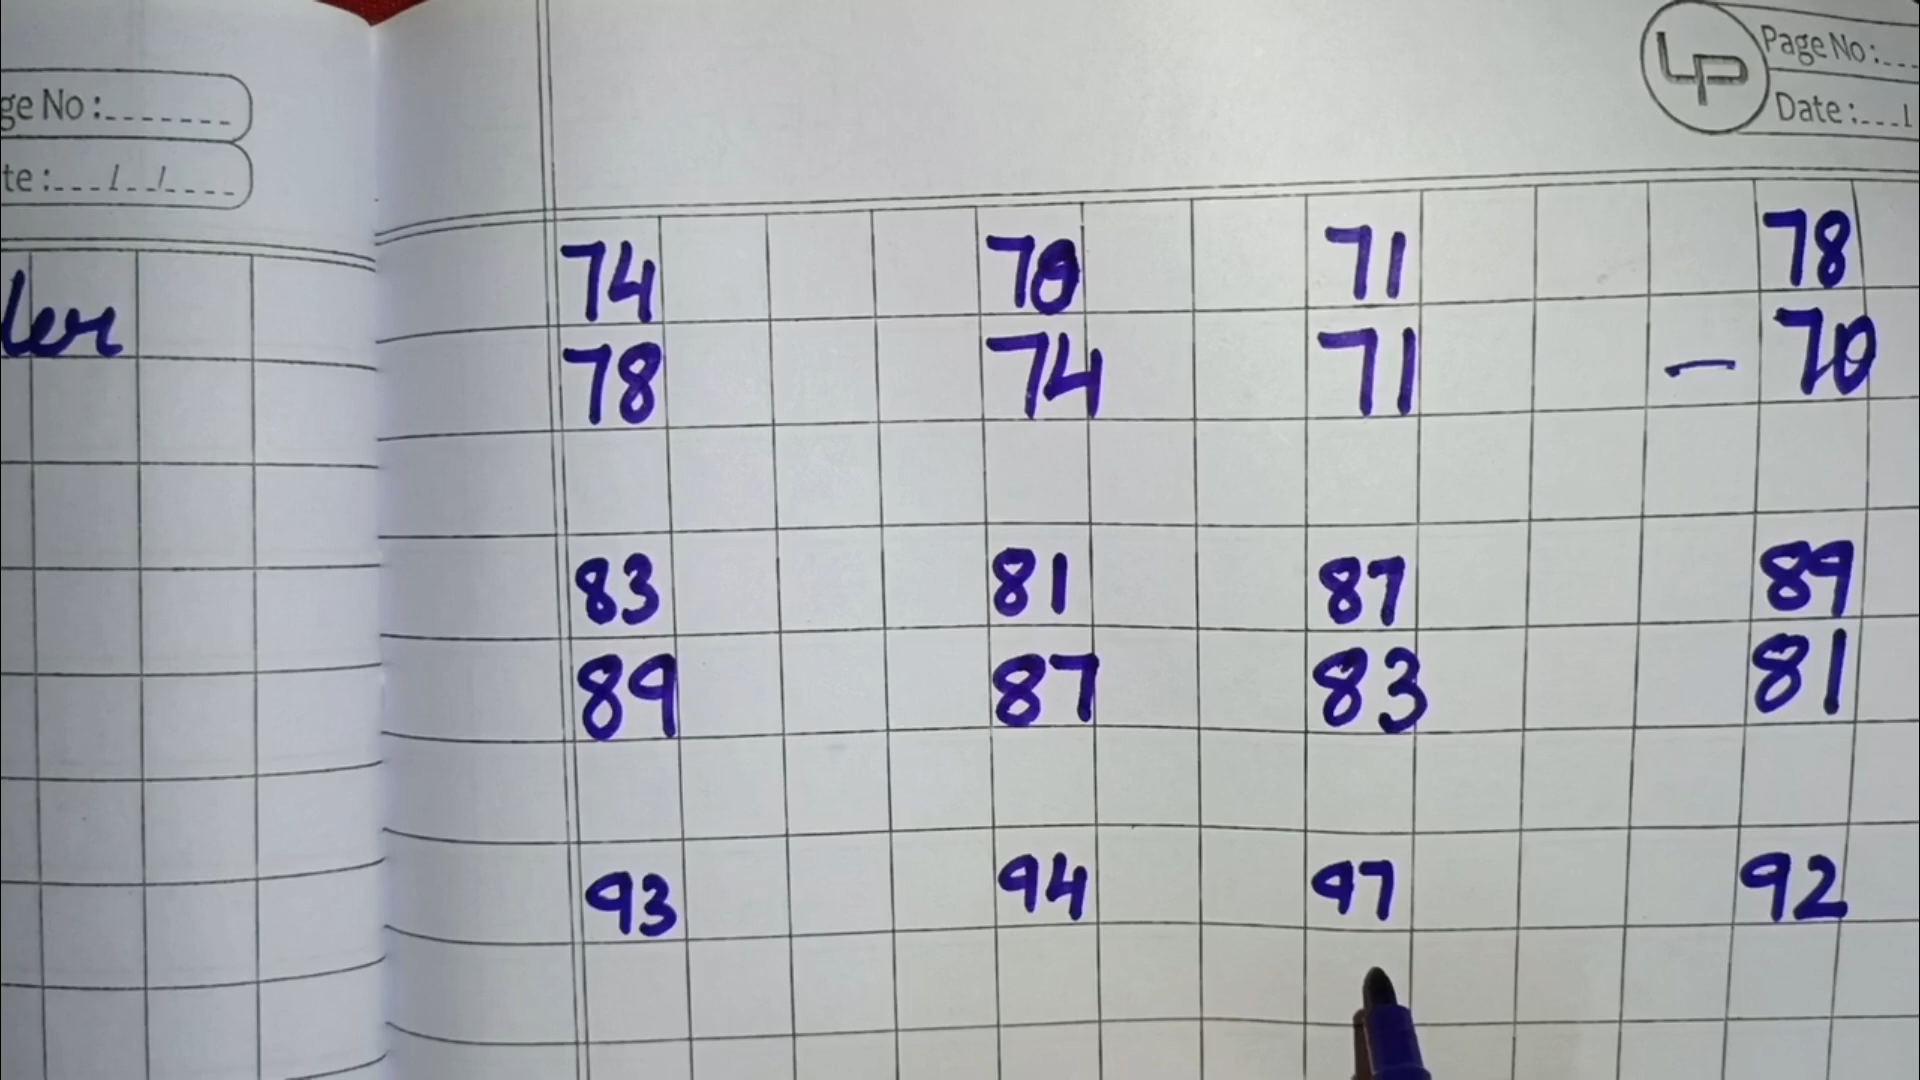 ge No :
te :
LP
Page No :
Date :
ler
74 70 71 78
78 74 71 – 70
83 81 87 89
89 87 83 81
93 94 97 92